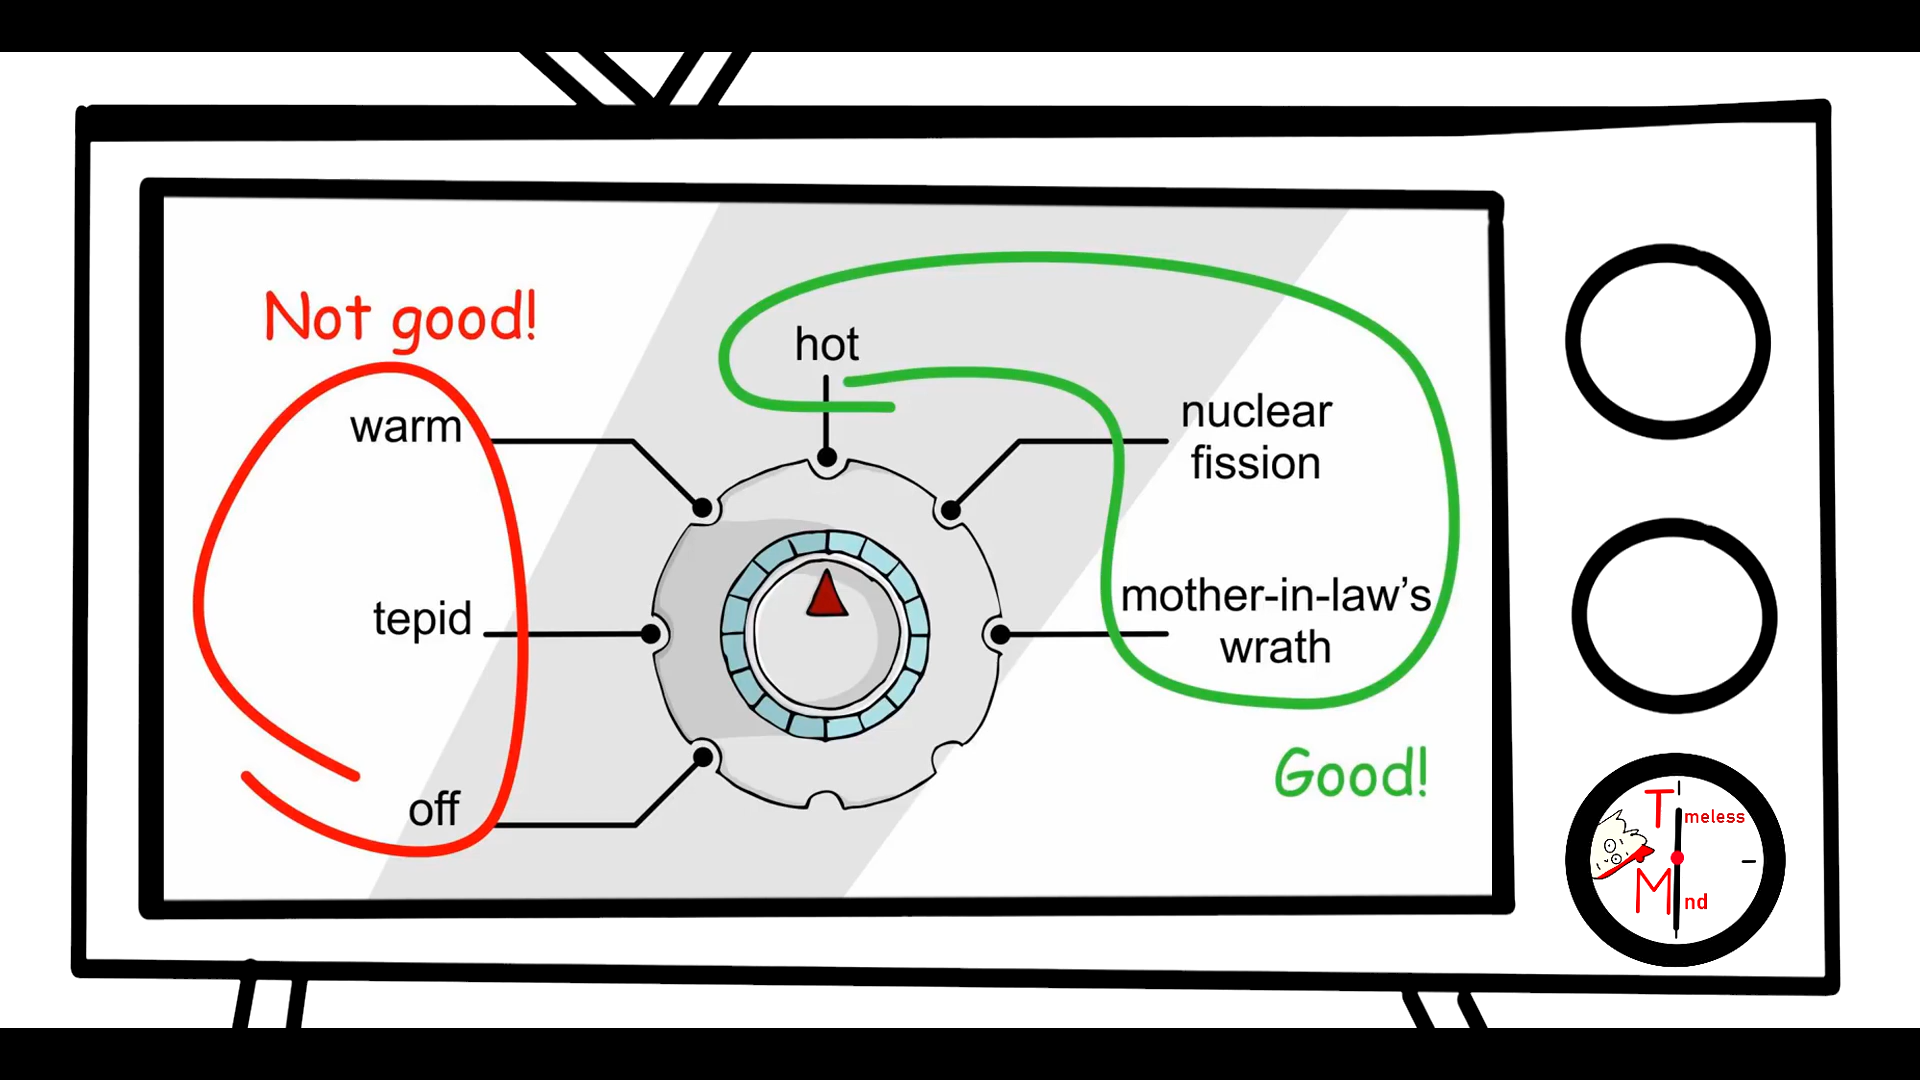 Not good!
hot
warm
nuclear
fission
tepid
mother-in-law's
wrath
off
Good!
T meless
M nd